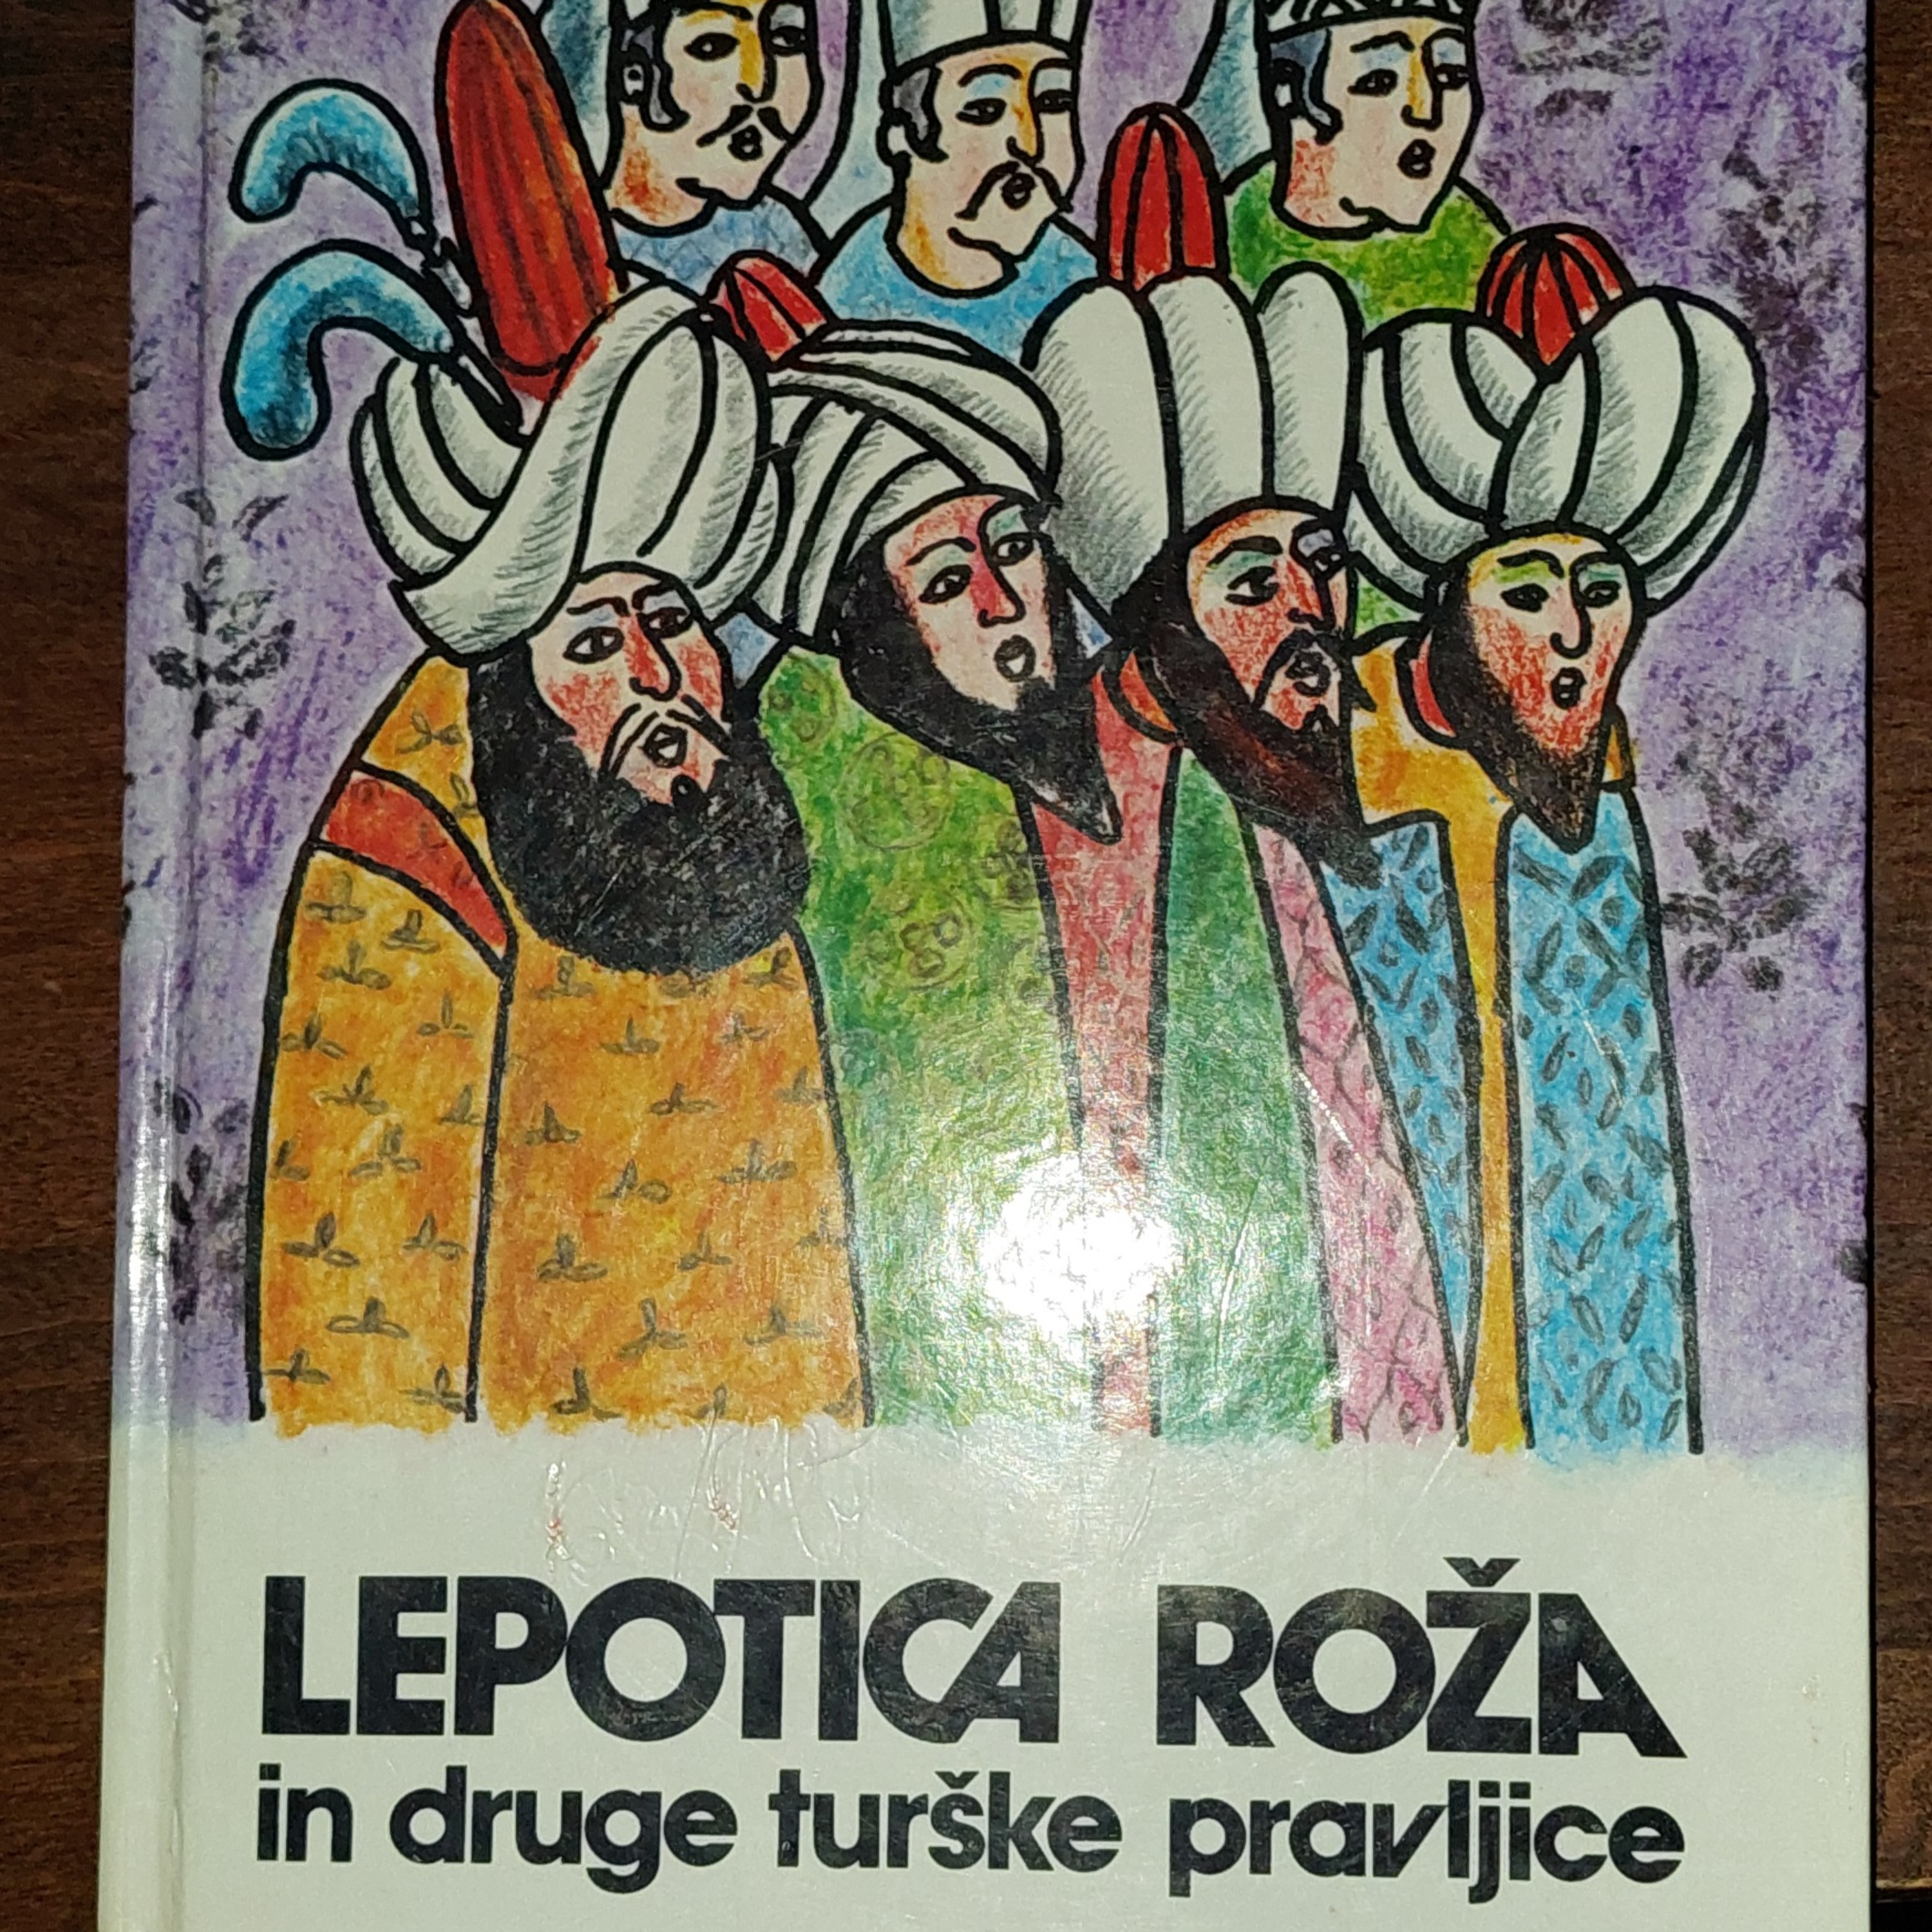 LEPOTICA ROŽA
in druge turške pravljice